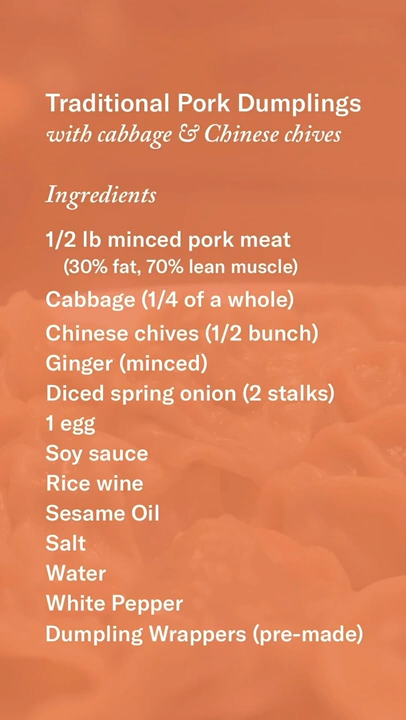 Traditional Pork Dumplings
with cabbage & Chinese chives
Ingredients
1/2 lb minced pork meat
(30% fat, 70% lean muscle)
Cabbage (1/4 of a whole)
Chinese chives (1/2 bunch)
Ginger (minced)
Diced spring onion (2 stalks)
1 egg
Soy sauce
Rice wine
Sesame Oil
Salt
Water
White Pepper
Dumpling Wrappers (pre-made)